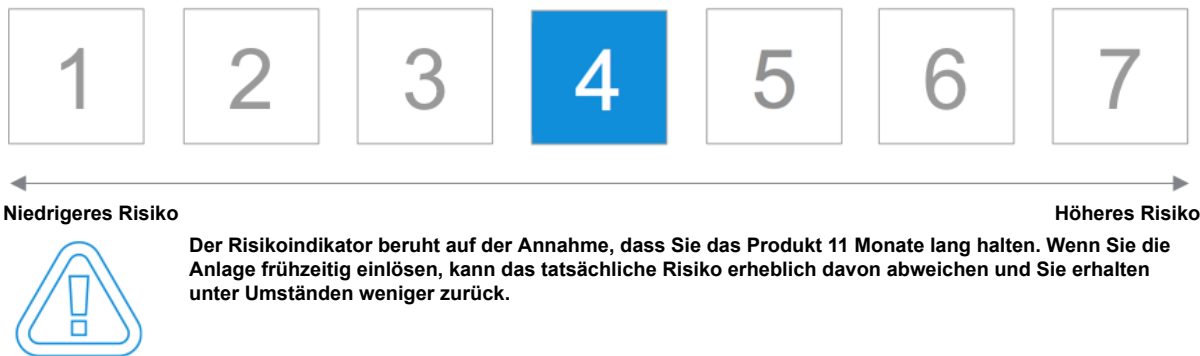 1 2 3 4 5 6 7
Niedrigeres Risiko Höheres Risiko
Der Risikoindikator beruht auf der Annahme, dass Sie das Produkt 11 Monate lang halten. Wenn Sie die
Anlage frühzeitig einlösen, kann das tatsächliche Risiko erheblich davon abweichen und Sie erhalten
unter Umständen weniger zurück.